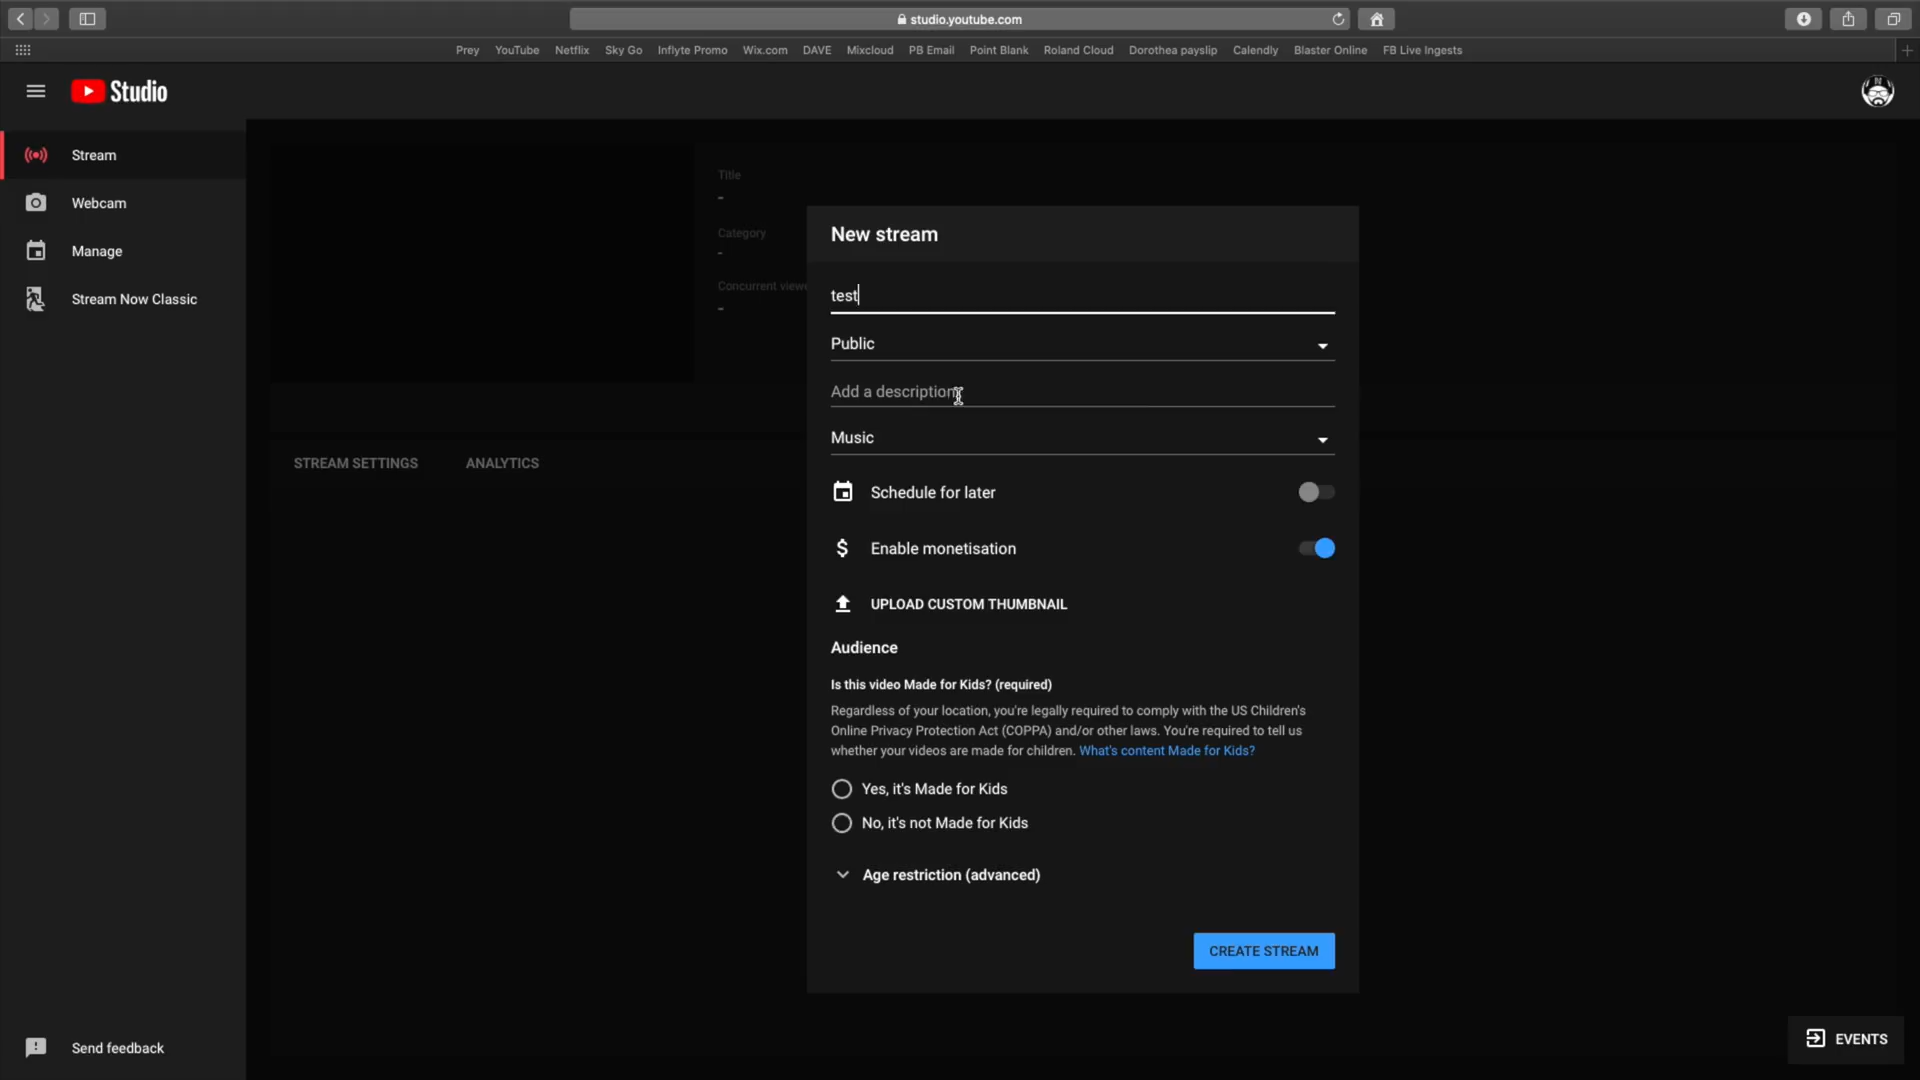 studio.youtube.com
Prey YouTube Netflix Sky Go Inflyte Promo Wix.com DAVE Mixcloud PB Email Point Blank Roland Cloud Dorothea payslip Calendly Blaster Online FB Live Ingests
Studio
Stream
Webcam
Manage
Stream Now Classic
Title
-
Category
-
Concurrent viewe
-
STREAM SETTINGS ANALYTICS
New stream
test
Public
Add a description
Music
Schedule for later
Enable monetisation
UPLOAD CUSTOM THUMBNAIL
Audience
Is this video Made for Kids? (required)
Regardless of your location, you're legally required to comply with the US Children's
Online Privacy Protection Act (COPPA) and/or other laws. You're required to tell us
whether your videos are made for children. What's content Made for Kids?
Yes, it's Made for Kids
No, it's not Made for Kids
Age restriction (advanced)
CREATE STREAM
Send feedback
EVENTS